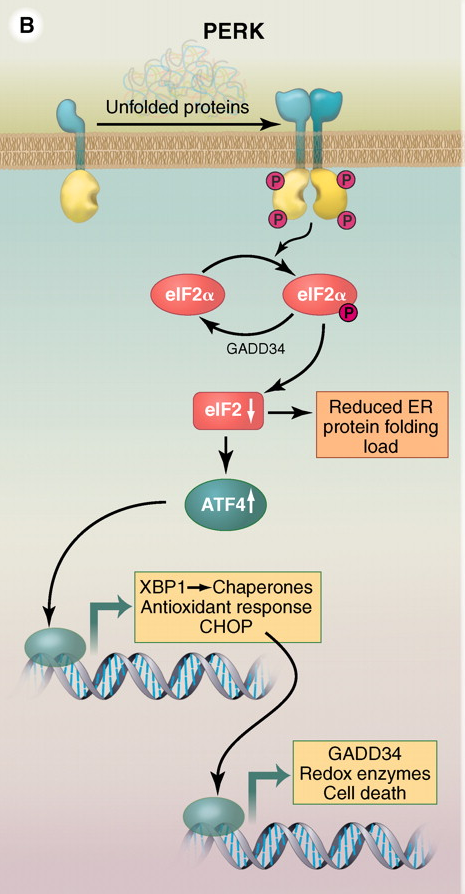 B
PERK
Unfolded proteins
P
P
P
P
eIF2α
eIF2α
P
GADD34
eIF2↓
Reduced ER
protein folding
load
ATF4↑
XBP1→Chaperones
Antioxidant response
CHOP
GADD34
Redox enzymes
Cell death